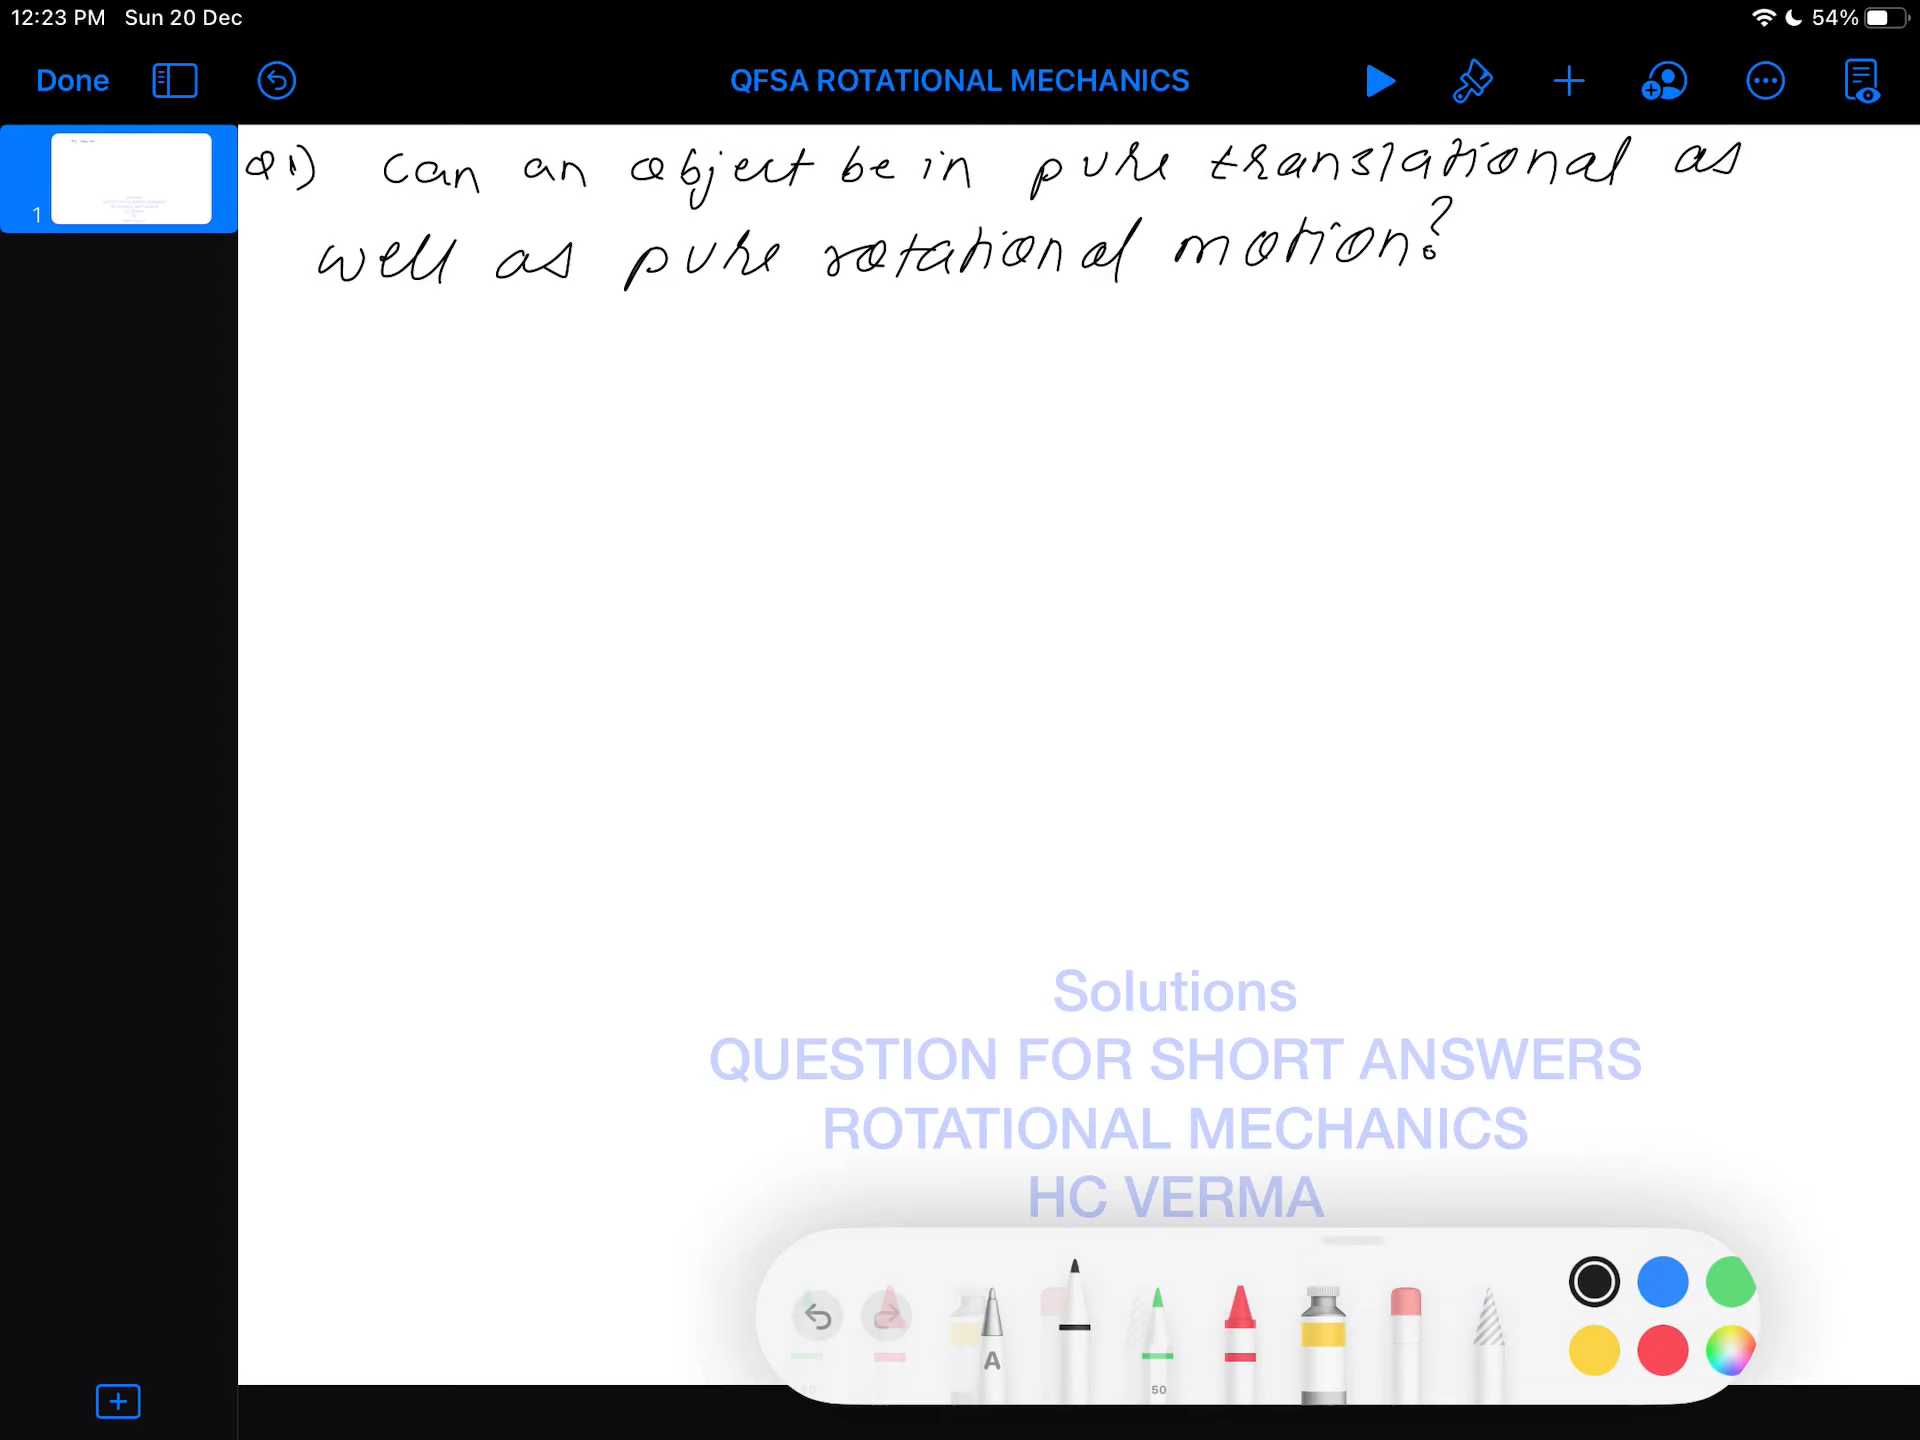 12:23 PM Sun 20 Dec
54%
Done
QFSA ROTATIONAL MECHANICS
1
Q1) Can an object be in pure translational as
well as pure rotational motion?
Solutions
QUESTION FOR SHORT ANSWERS
ROTATIONAL MECHANICS
HC VERMA
A
50